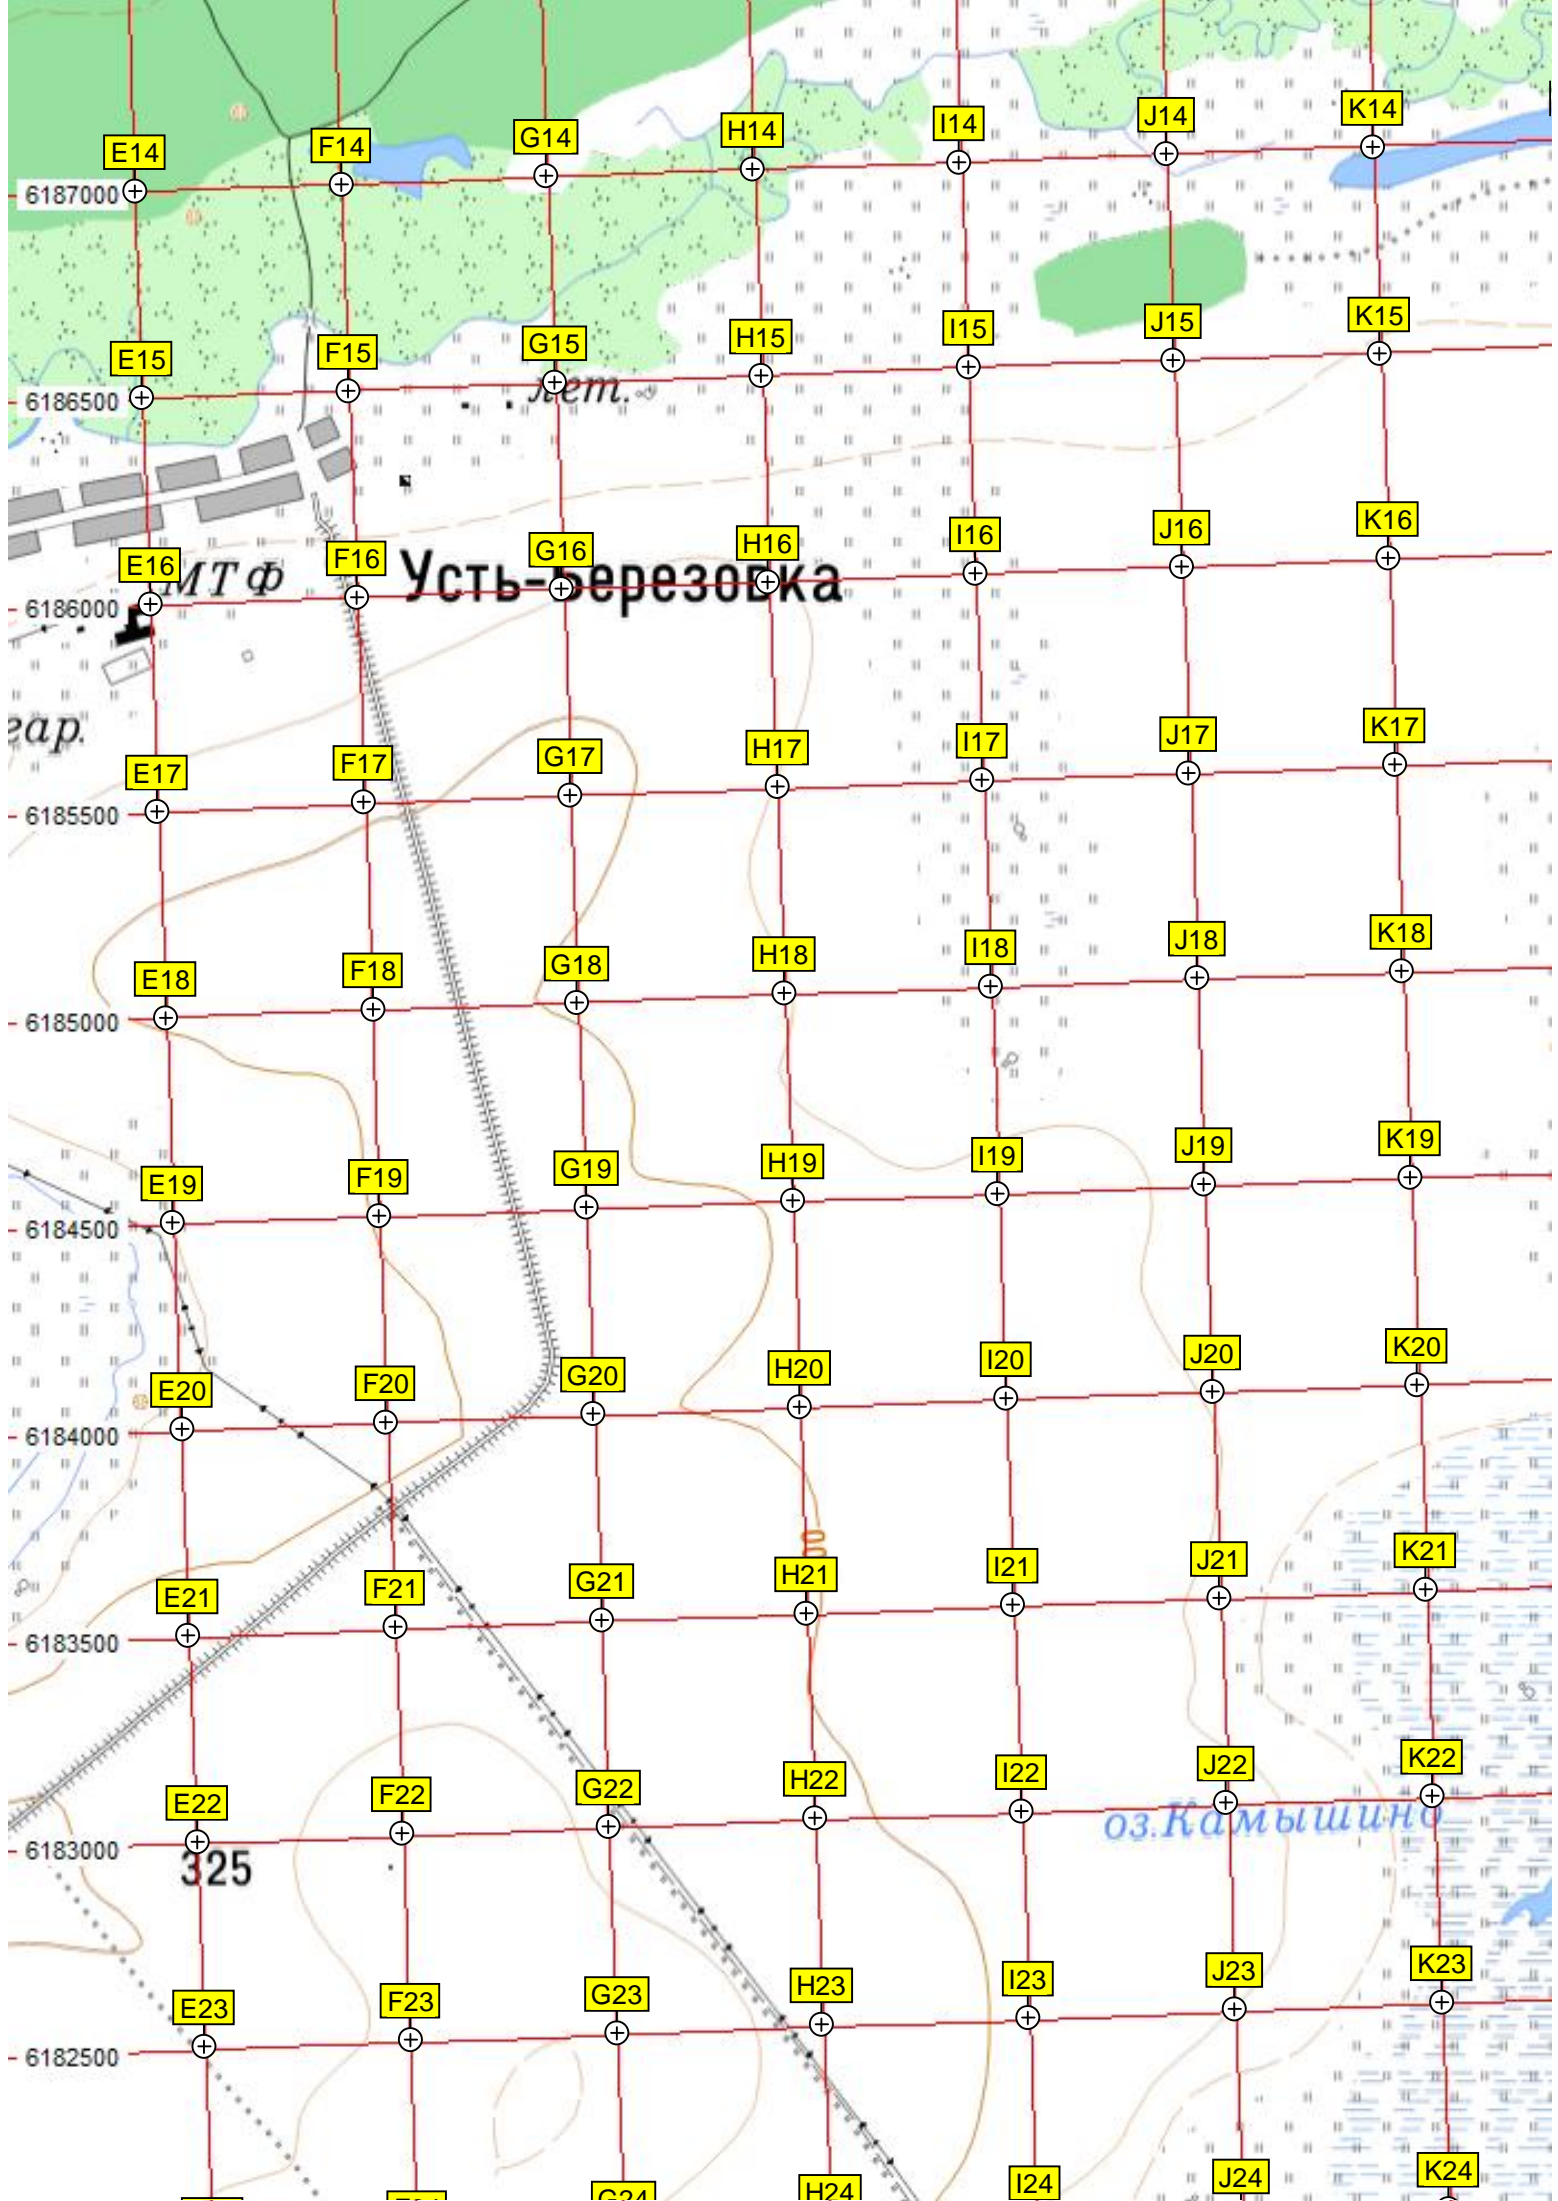 E14 F14 G14 H14 I14 J14 K14
6187000
E15 F15 G15 H15 I15 J15 K15
лет.
6186500
E16 F16 G16 H16 I16 J16 K16
МТФ Усть-Березовка
6186000
E17 F17 G17 H17 I17 J17 K17
6185500
E18 F18 G18 H18 I18 J18 K18
6185000
E19 F19 G19 H19 I19 J19 K19
6184500
E20 F20 G20 H20 I20 J20 K20
6184000
E21 F21 G21 H21 I21 J21 K21
6183500
E22 F22 G22 H22 I22 J22 K22
оз.Камышино
6183000
325
E23 F23 G23 H23 I23 J23 K23
6182500
G24 H24 I24 J24 K24